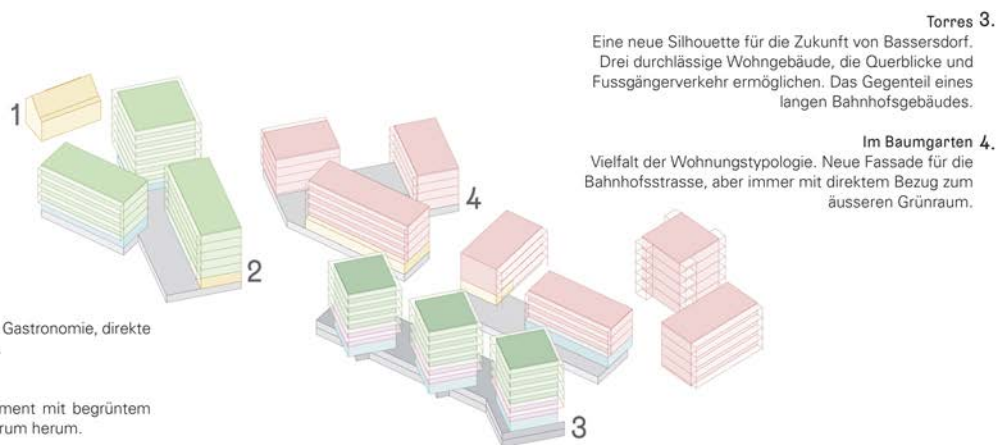 Torres 3.
Eine neue Silhouette für die Zukunft von Bassersdorf.
Drei durchlässige Wohngebäude, die Querblicke und
Fussgängerverkehr ermöglichen. Das Gegenteil eines
langen Bahnhofsgebäudes.
Im Baumgarten 4.
Vielfalt der Wohnungstypologie. Neue Fassade für die
Bahnhofsstrasse, aber immer mit direktem Bezug zum
äusseren Grünraum.
1
2
4
3
Gastronomie, direkte
ment mit begrüntem
rum herum.